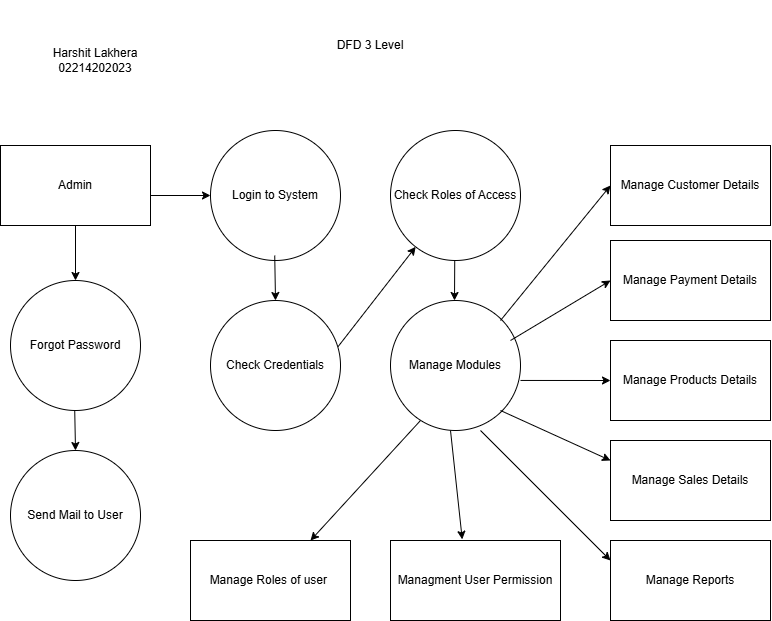 DFD 3 Level
Harshit Lakhera
02214202023
Admin
Login to System
Check Roles of Access
Manage Customer Details
Manage Payment Details
Forgot Password
Check Credentials
Manage Modules
Manage Products Details
Send Mail to User
Manage Sales Details
Manage Roles of user
Managment User Permission
Manage Reports